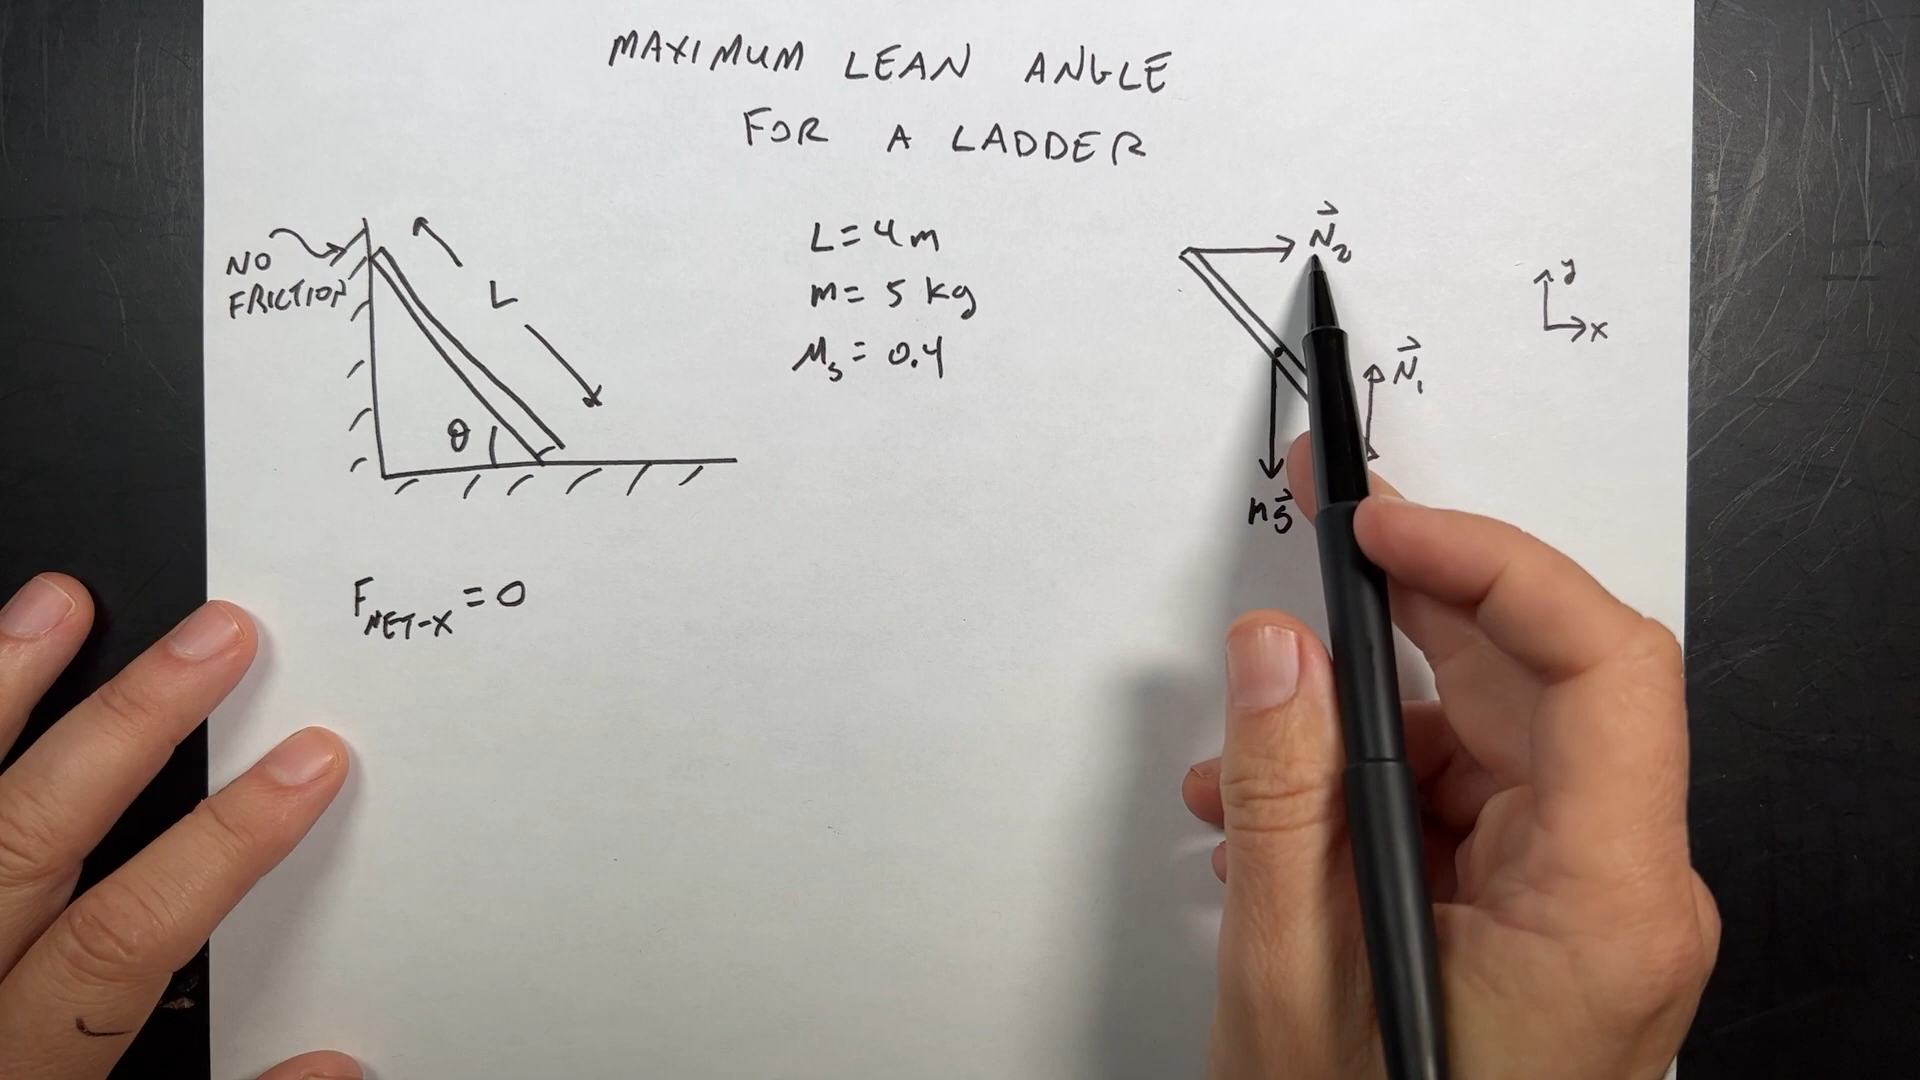 MAXIMUM LEAN ANGLE
FOR A LADDER
NO
FRICTION
L
θ
L = 4 m
m = 5 kg
μs = 0.4
N⃗2
N⃗1
mg⃗
y
x
FNET-X = 0